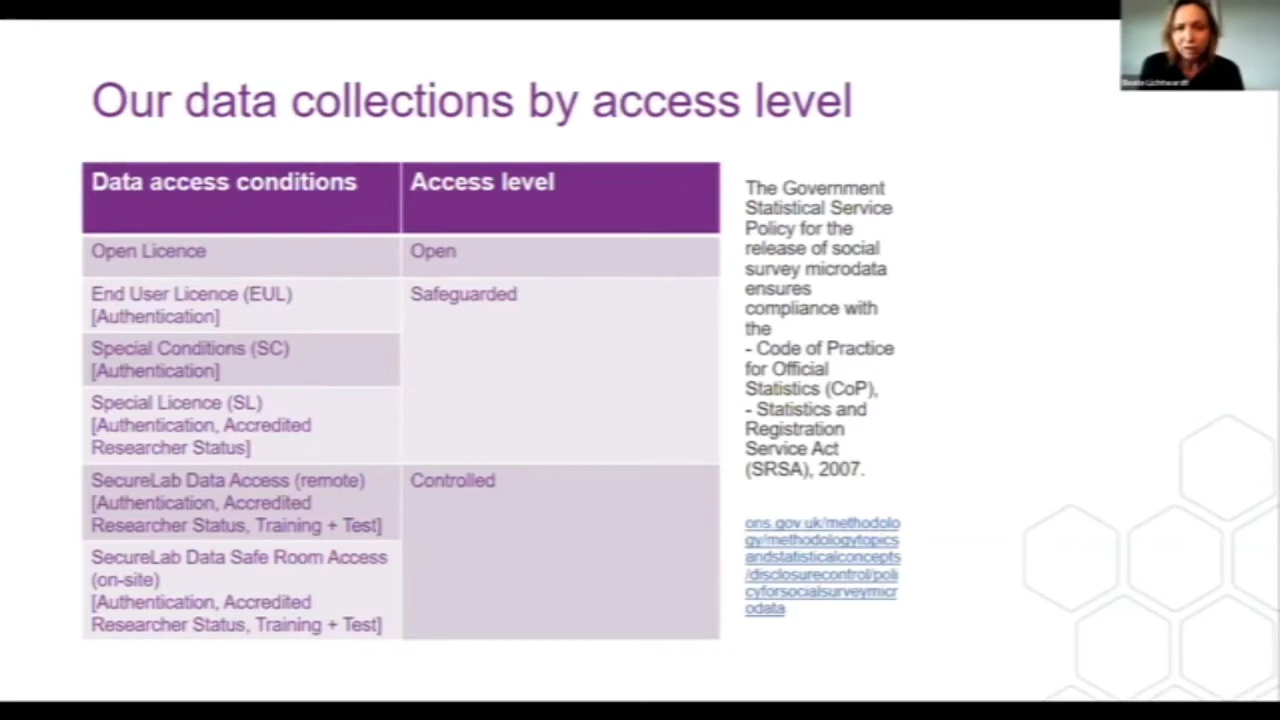 Our data collections by access level
Data access conditions
Access level
Open Licence
Open
End User Licence (EUL)
[Authentication]
Safeguarded
Special Conditions (SC)
[Authentication]
Special Licence (SL)
[Authentication, Accredited
Researcher Status]
SecureLab Data Access (remote)
[Authentication, Accredited
Researcher Status, Training + Test]
Controlled
SecureLab Data Safe Room Access
(on-site)
[Authentication, Accredited
Researcher Status, Training + Test]
The Government
Statistical Service
Policy for the
release of social
survey microdata
ensures
compliance with
the
- Code of Practice
for Official
Statistics (CoP),
- Statistics and
Registration
Service Act
(SRSA), 2007.
ons.gov.uk/methodolo
gy/methodologytopics
andstatisticalconcepts
/disclosurecontrol/poli
cyforsocialsurveymicr
odata